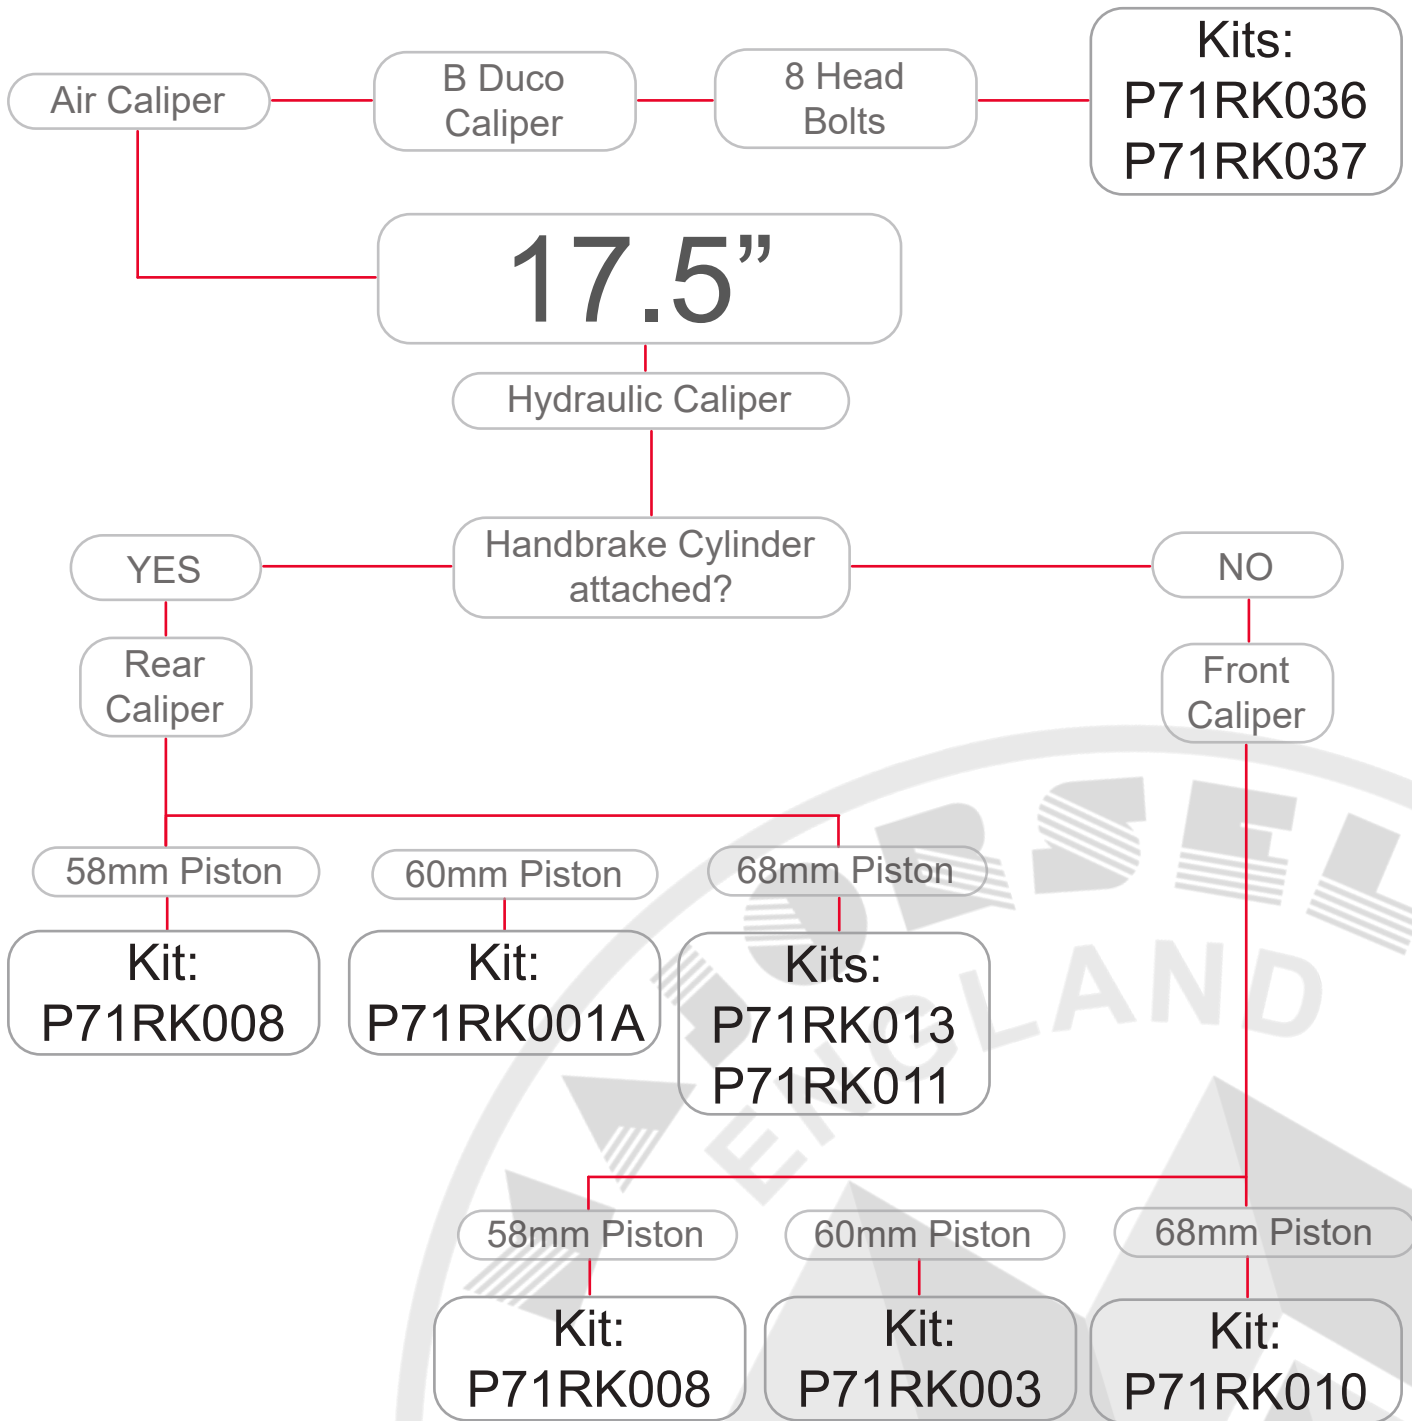 Air Caliper
B Duco
Caliper
8 Head
Bolts
Kits:
P71RK036
P71RK037
17.5”
Hydraulic Caliper
Handbrake Cylinder
attached?
YES
NO
Rear
Caliper
Front
Caliper
58mm Piston
60mm Piston
68mm Piston
Kit:
P71RK008
Kit:
P71RK001A
Kits:
P71RK013
P71RK011
58mm Piston
60mm Piston
68mm Piston
Kit:
P71RK008
Kit:
P71RK003
Kit:
P71RK010
ENGLAND